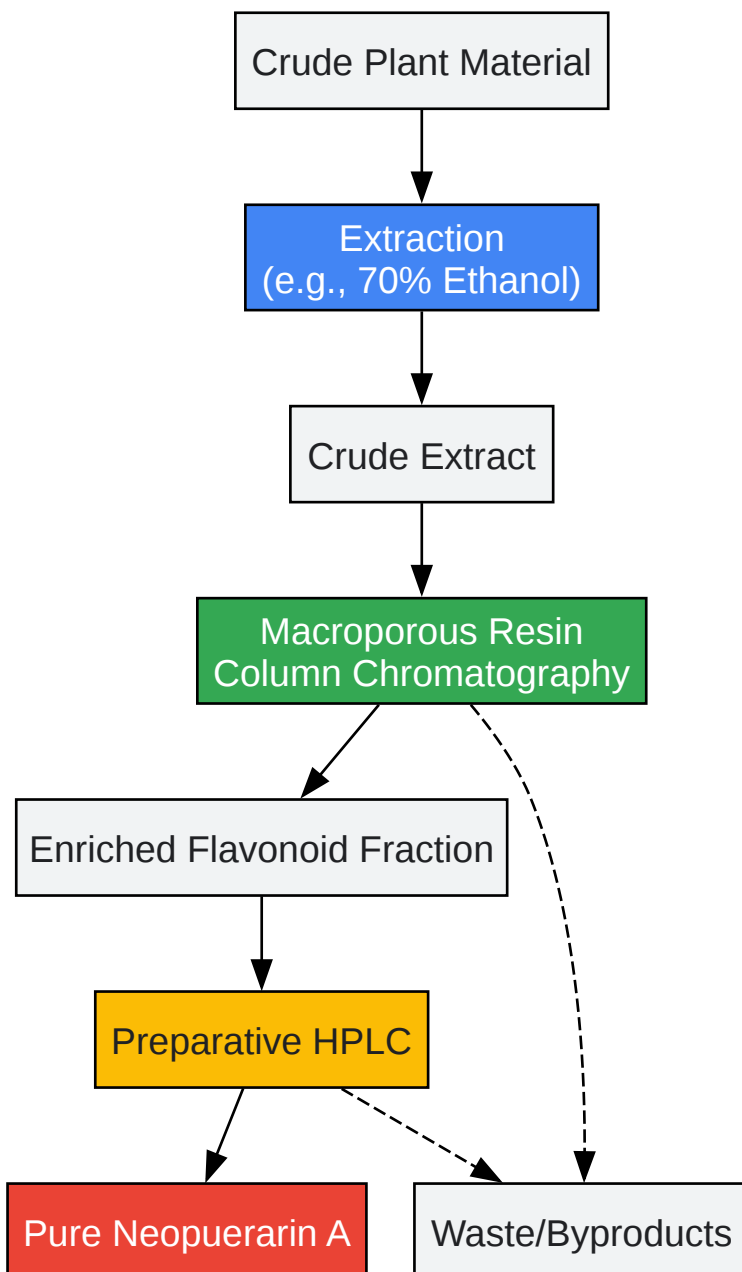 Crude Plant Material
Extraction
(e.g., 70% Ethanol)
Crude Extract
Macroporous Resin
Column Chromatography
Enriched Flavonoid Fraction
Preparative HPLC
Pure Neopuerarin A
Waste/Byproducts